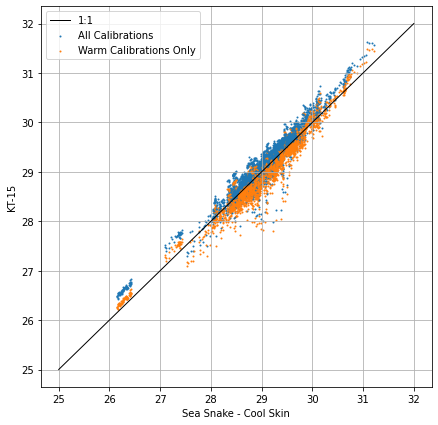 1:1
All Calibrations
Warm Calibrations Only
32
31
30
29
28
27
26
25
KT-15
25 26 27 28 29 30 31 32
Sea Snake - Cool Skin